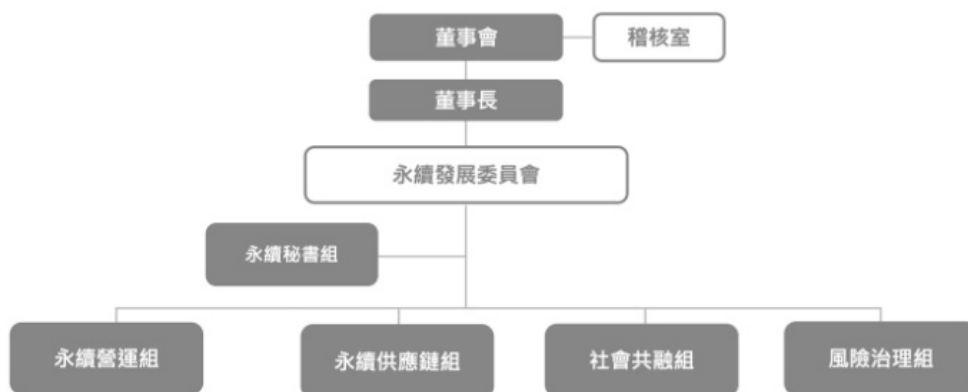 董事會
稽核室
董事長
永續發展委員會
永續秘書組
永續營運組
永續供應鏈組
社會共融組
風險治理組